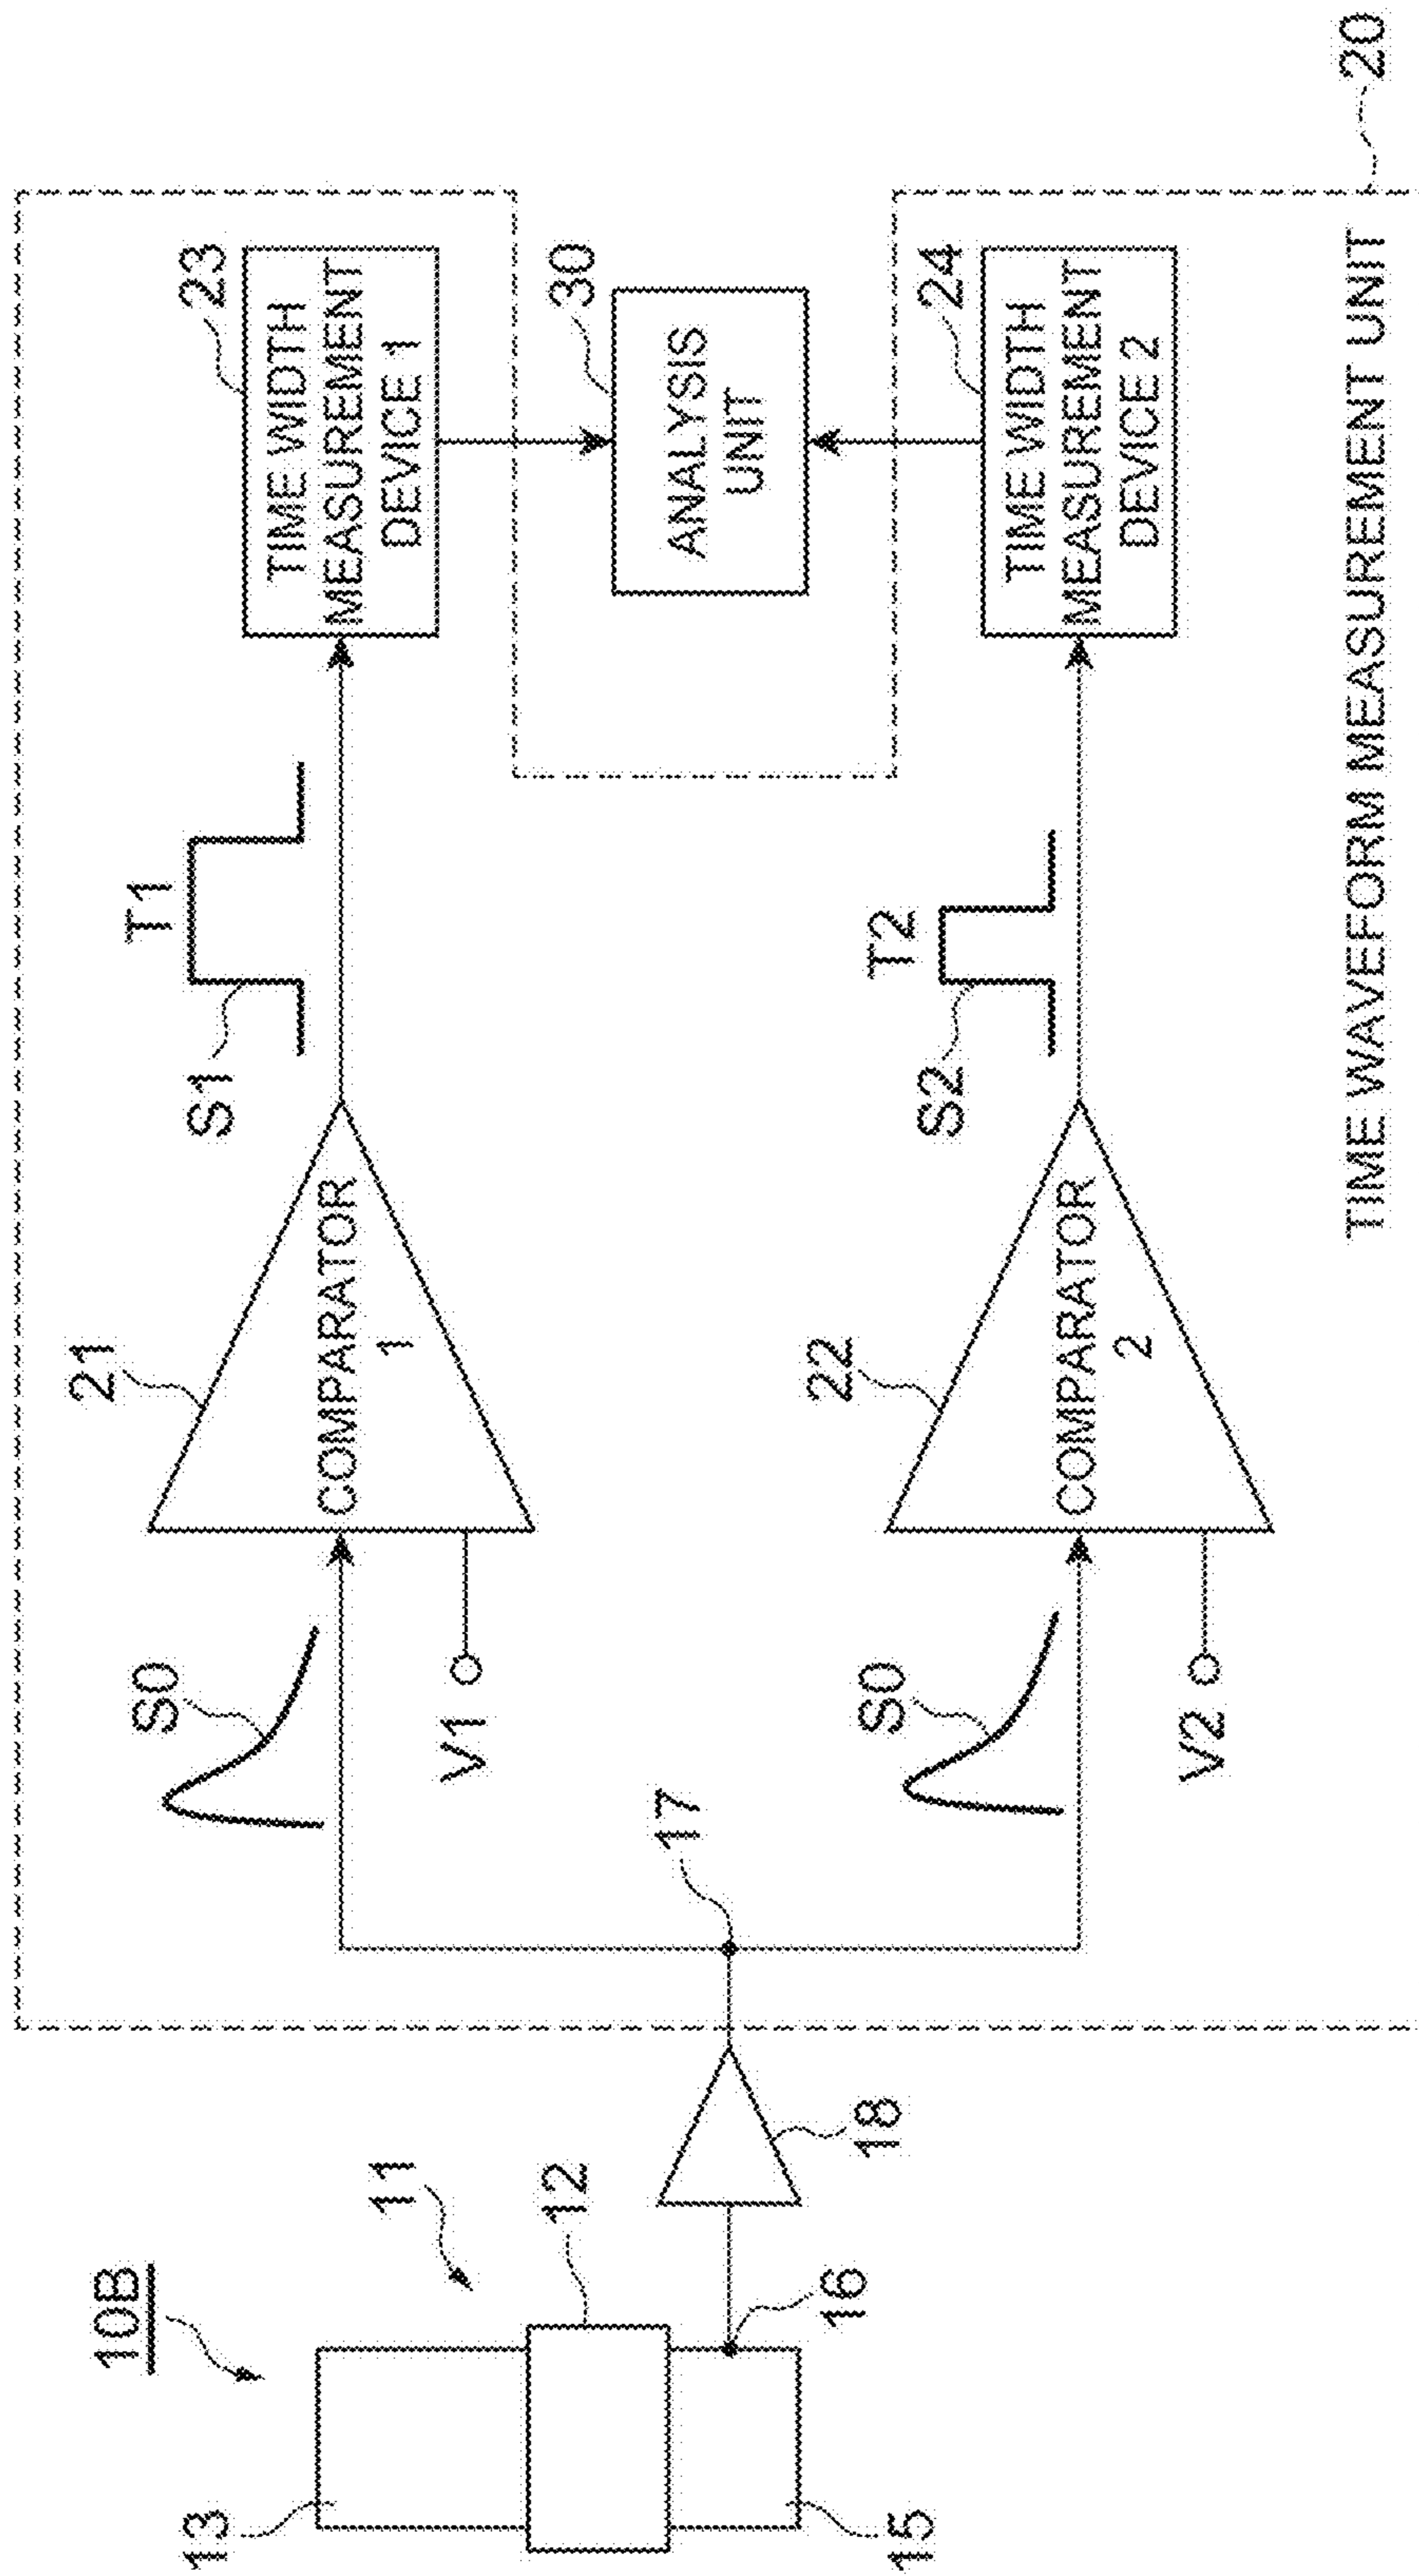 10B
11
13
12
15
16
18
17
S0
V1
21
COMPARATOR
1
S1
T1
23
TIME WIDTH
MEASUREMENT
DEVICE 1
30
ANALYSIS
UNIT
S0
V2
22
COMPARATOR
2
S2
T2
24
TIME WIDTH
MEASUREMENT
DEVICE 2
TIME WAVEFORM MEASUREMENT UNIT
20